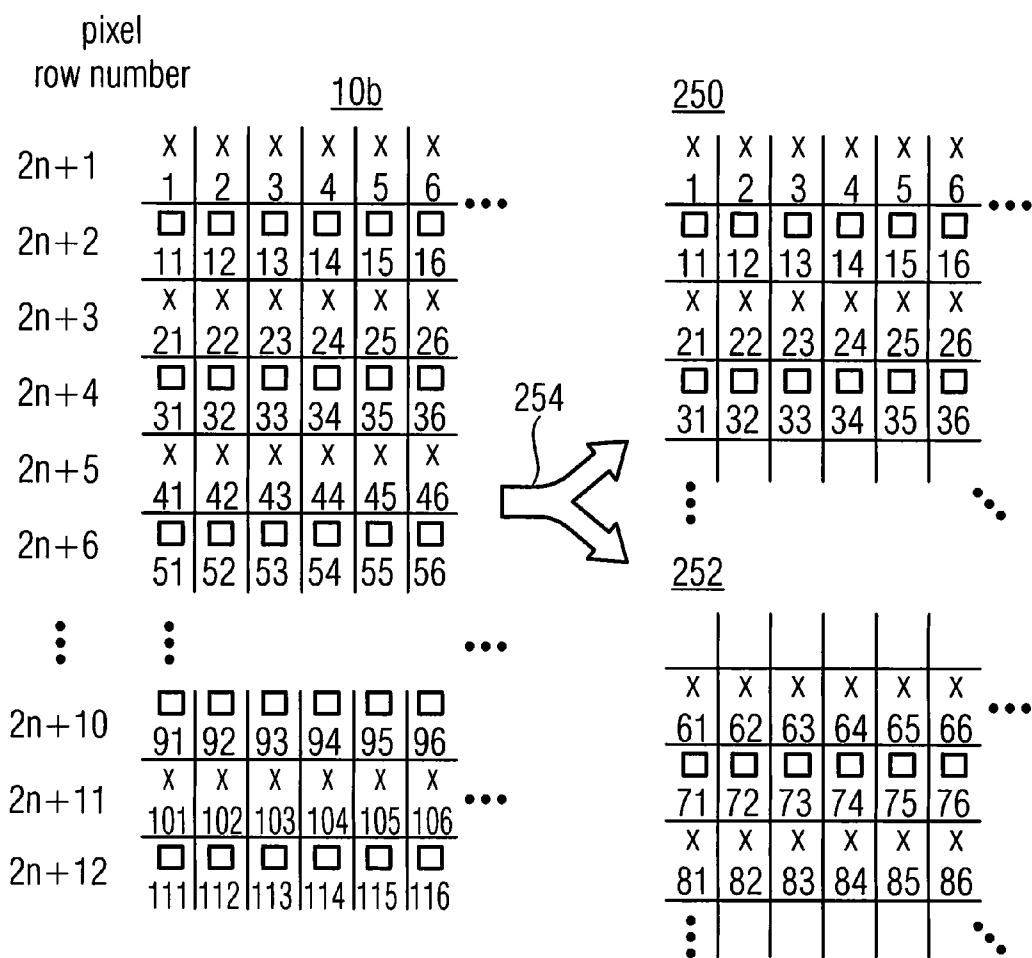 pixel
row number
10b
2n+1 X X X X X X
1 2 3 4 5 6 •••
2n+2 □ □ □ □ □ □
11 12 13 14 15 16
2n+3 X X X X X X
21 22 23 24 25 26
2n+4 □ □ □ □ □ □
31 32 33 34 35 36
2n+5 X X X X X X
41 42 43 44 45 46
2n+6 □ □ □ □ □ □
51 52 53 54 55 56
•••
2n+10 □ □ □ □ □ □
91 92 93 94 95 96
2n+11 X X X X X X
101 102 103 104 105 106 •••
2n+12 □ □ □ □ □ □
111 112 113 114 115 116
254
250
X X X X X X
1 2 3 4 5 6 •••
□ □ □ □ □ □
11 12 13 14 15 16
X X X X X X
21 22 23 24 25 26
□ □ □ □ □ □
31 32 33 34 35 36
252
X X X X X X
61 62 63 64 65 66 •••
□ □ □ □ □ □
71 72 73 74 75 76
X X X X X X
81 82 83 84 85 86